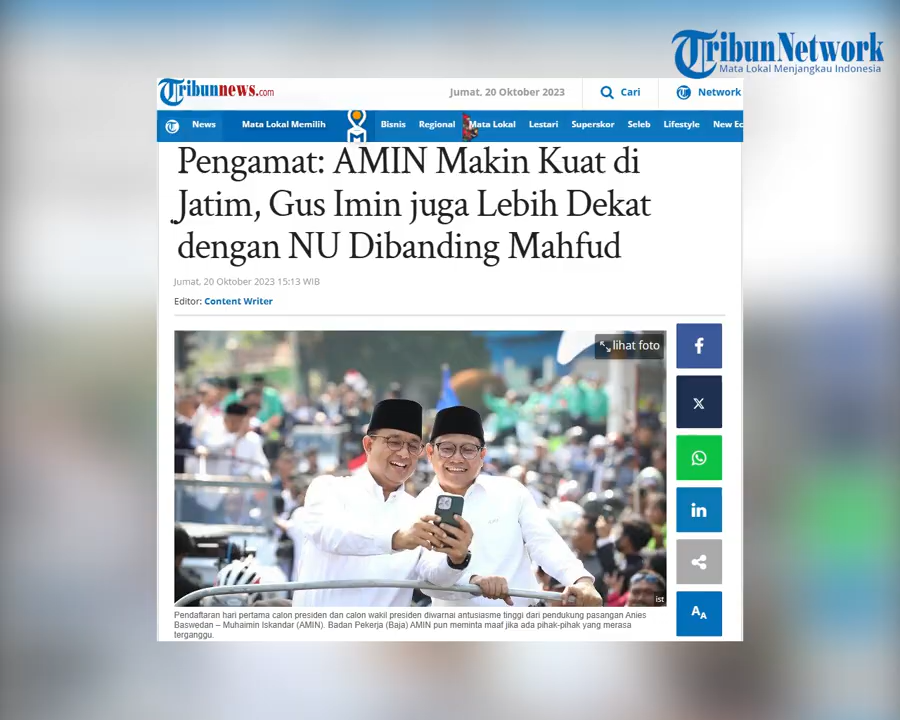 TribunNetwork
Mata Lokal Menjangkau Indonesia
Tribunnews.com
Jumat, 20 Oktober 2023
Cari
Network
News
Mata Lokal Memilih
Bisnis
Regional
Mata Lokal
Lestari
Superskor
Seleb
Lifestyle
New Ec
Pengamat: AMIN Makin Kuat di
Jatim, Gus Imin juga Lebih Dekat
dengan NU Dibanding Mahfud
Jumat, 20 Oktober 2023 15:13 WIB
Editor: Content Writer
lihat foto
ist
Pendaftaran hari pertama calon presiden dan calon wakil presiden diwarnai antusiasme tinggi dari pendukung pasangan Anies
Baswedan – Muhaimin Iskandar (AMIN). Badan Pekerja (Baja) AMIN pun meminta maaf jika ada pihak-pihak yang merasa
terganggu.
f
X
in
AA